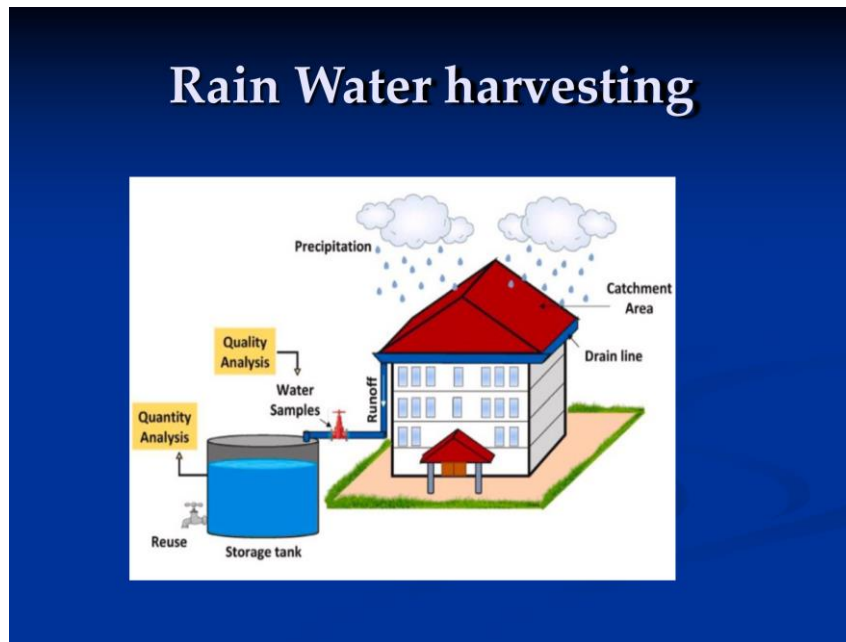 Rain Water harvesting
Precipitation
Catchment
Area
Drain line
Quality
Analysis
Water
Samples
Runoff
Quantity
Analysis
Reuse
Storage tank